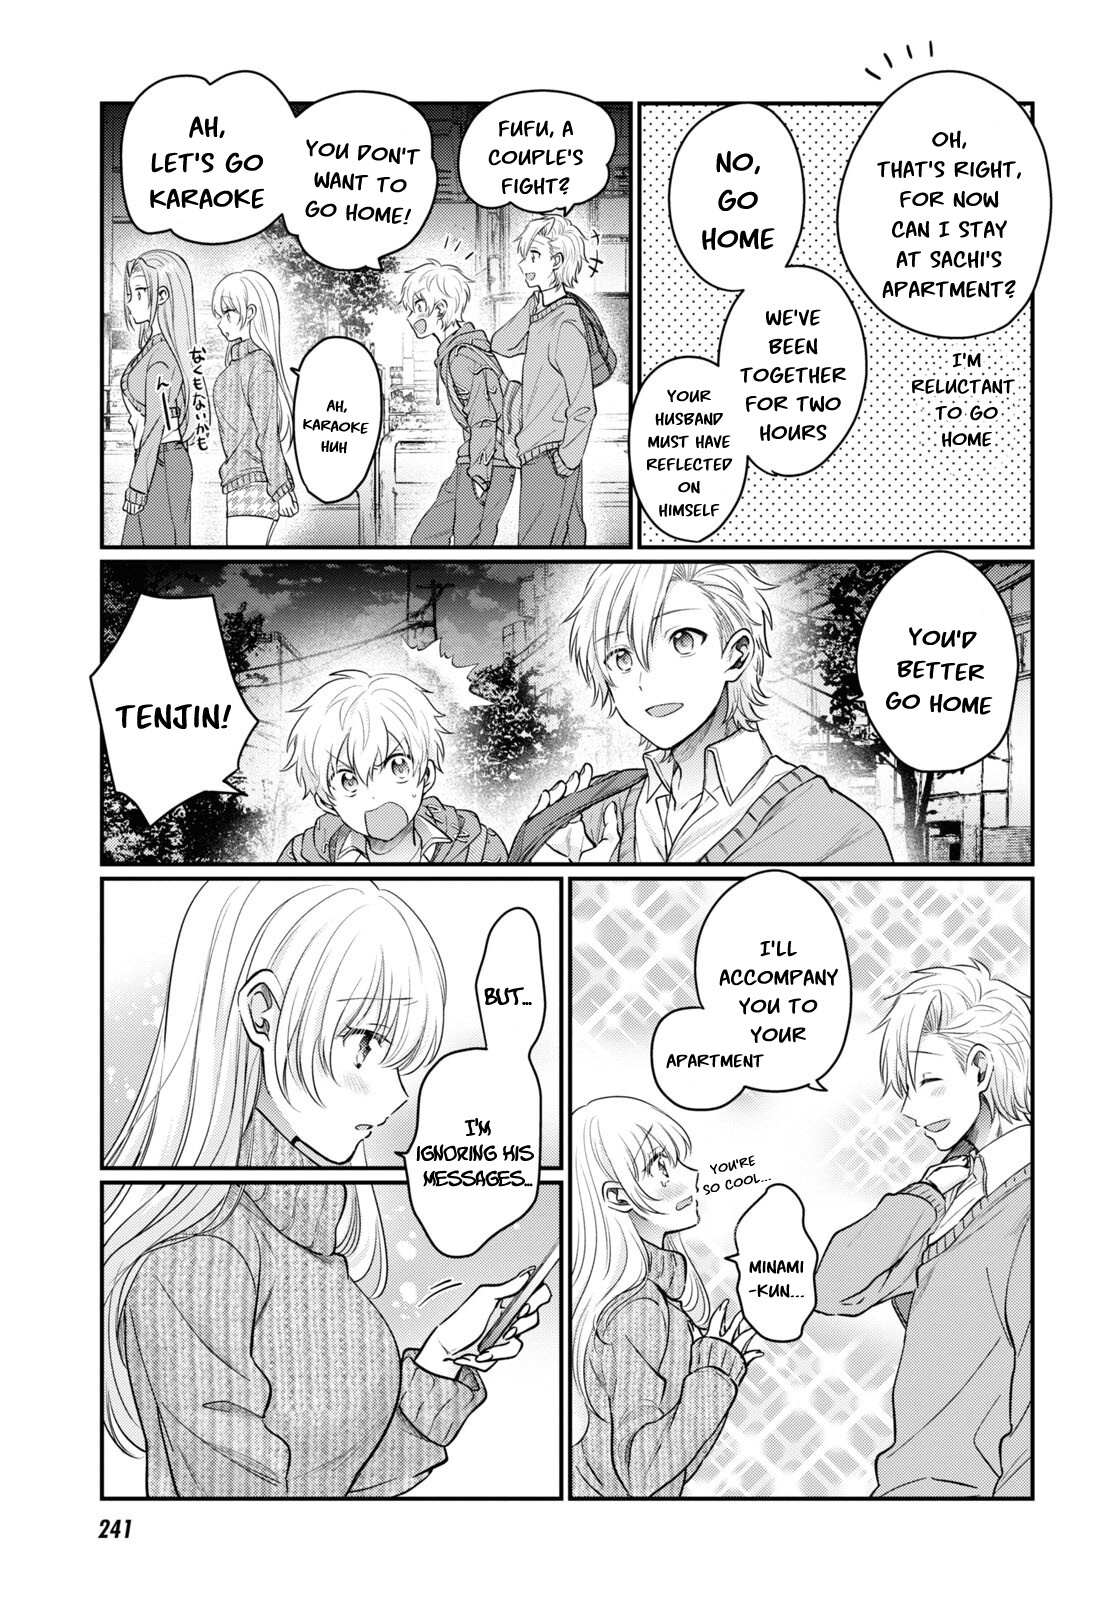 OH,
THAT'S RIGHT,
FOR NOW
CAN I STAY
AT SACHI'S
APARTMENT?
I'M
RELUCTANT
TO GO
HOME
NO,
GO
HOME
WE'VE
BEEN
TOGETHER
FOR TWO
HOURS
YOUR
HUSBAND
MUST HAVE
REFLECTED
ON
HIMSELF
FUFU, A
COUPLE'S
FIGHT?
YOU DON'T
WANT TO
GO HOME!
AH,
LET'S GO
KARAOKE
AH,
KARAOKE
HUH
んー
なくもないかも
YOU'D
BETTER
GO HOME
TENJIN!
I'LL
ACCOMPANY
YOU TO
YOUR
APARTMENT
YOU'RE
SO COOL...
MINAMI
-KUN...
BUT...
I'M
IGNORING HIS
MESSAGES...
241